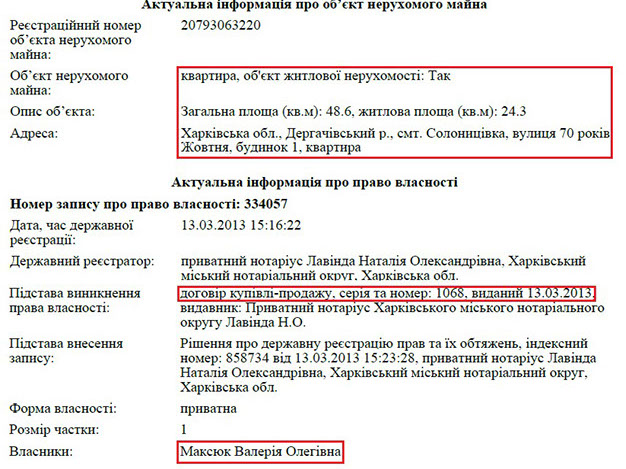 Актуальна інформація про об'єкт нерухомого майна
Реєстраційний номер 20793063220
об'єкта нерухомого
майна:
Об'єкт нерухомого квартира, об'єкт житлової нерухомості: Так
майна:
Опис об'єкта: Загальна площа (кв.м): 48.6, житлова площа (кв.м): 24.3
Адреса: Харківська обл., Дергачівський р., смт. Солоницівка, вулиця 70 років
Жовтня, будинок 1, квартира
Актуальна інформація про право власності
Номер запису про право власності: 334057
Дата, час державної 13.03.2013 15:16:22
реєстрації:
Державний реєстратор: приватний нотаріус Лавінда Наталія Олександрівна, Харківський
міський нотаріальний округ, Харківська обл.
Підстава виникнення договір купівлі-продажу, серія та номер: 1068, виданий 13.03.2013,
права власності: видавник: Приватний нотаріус Харківського міського нотаріального
округу Лавінда Н.О.
Підстава внесення Рішення про державну реєстрацію прав та їх обтяжень, індексний
запису: номер: 858734 від 13.03.2013 15:23:28, приватний нотаріус Лавінда
Наталія Олександрівна, Харківський міський нотаріальний округ,
Харківська обл.
Форма власності: приватна
Розмір частки: 1
Власники: Максюк Валерія Олегівна